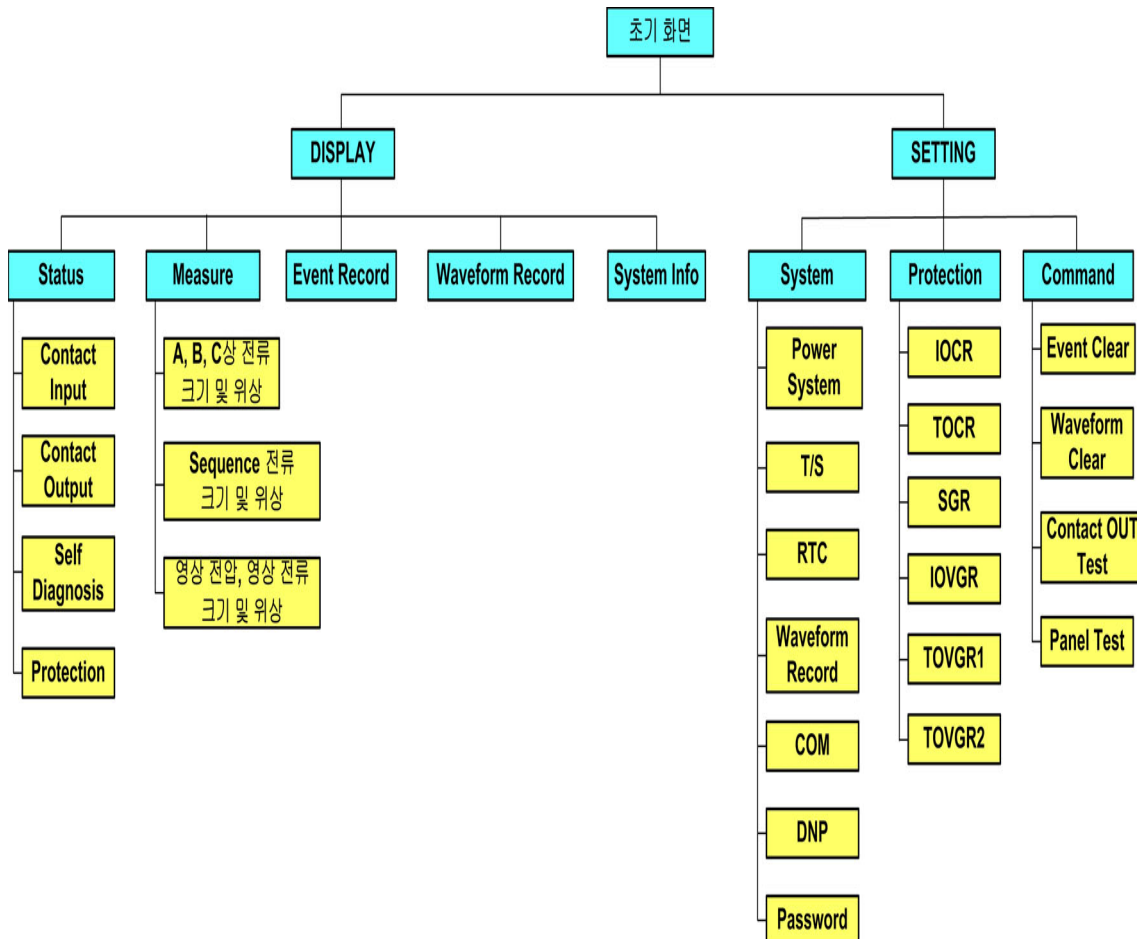 초기 화면
DISPLAY
SETTING
Status
Measure
Event Record
Waveform Record
System Info
System
Protection
Command
Contact
Input
Contact
Output
Self
Diagnosis
Protection
A, B, C상 전류
크기 및 위상
Sequence 전류
크기 및 위상
영상 전압, 영상 전류
크기 및 위상
Power
System
T/S
RTC
Waveform
Record
COM
DNP
Password
IOCR
TOCR
SGR
IOVGR
TOVGR1
TOVGR2
Event Clear
Waveform
Clear
Contact OUT
Test
Panel Test